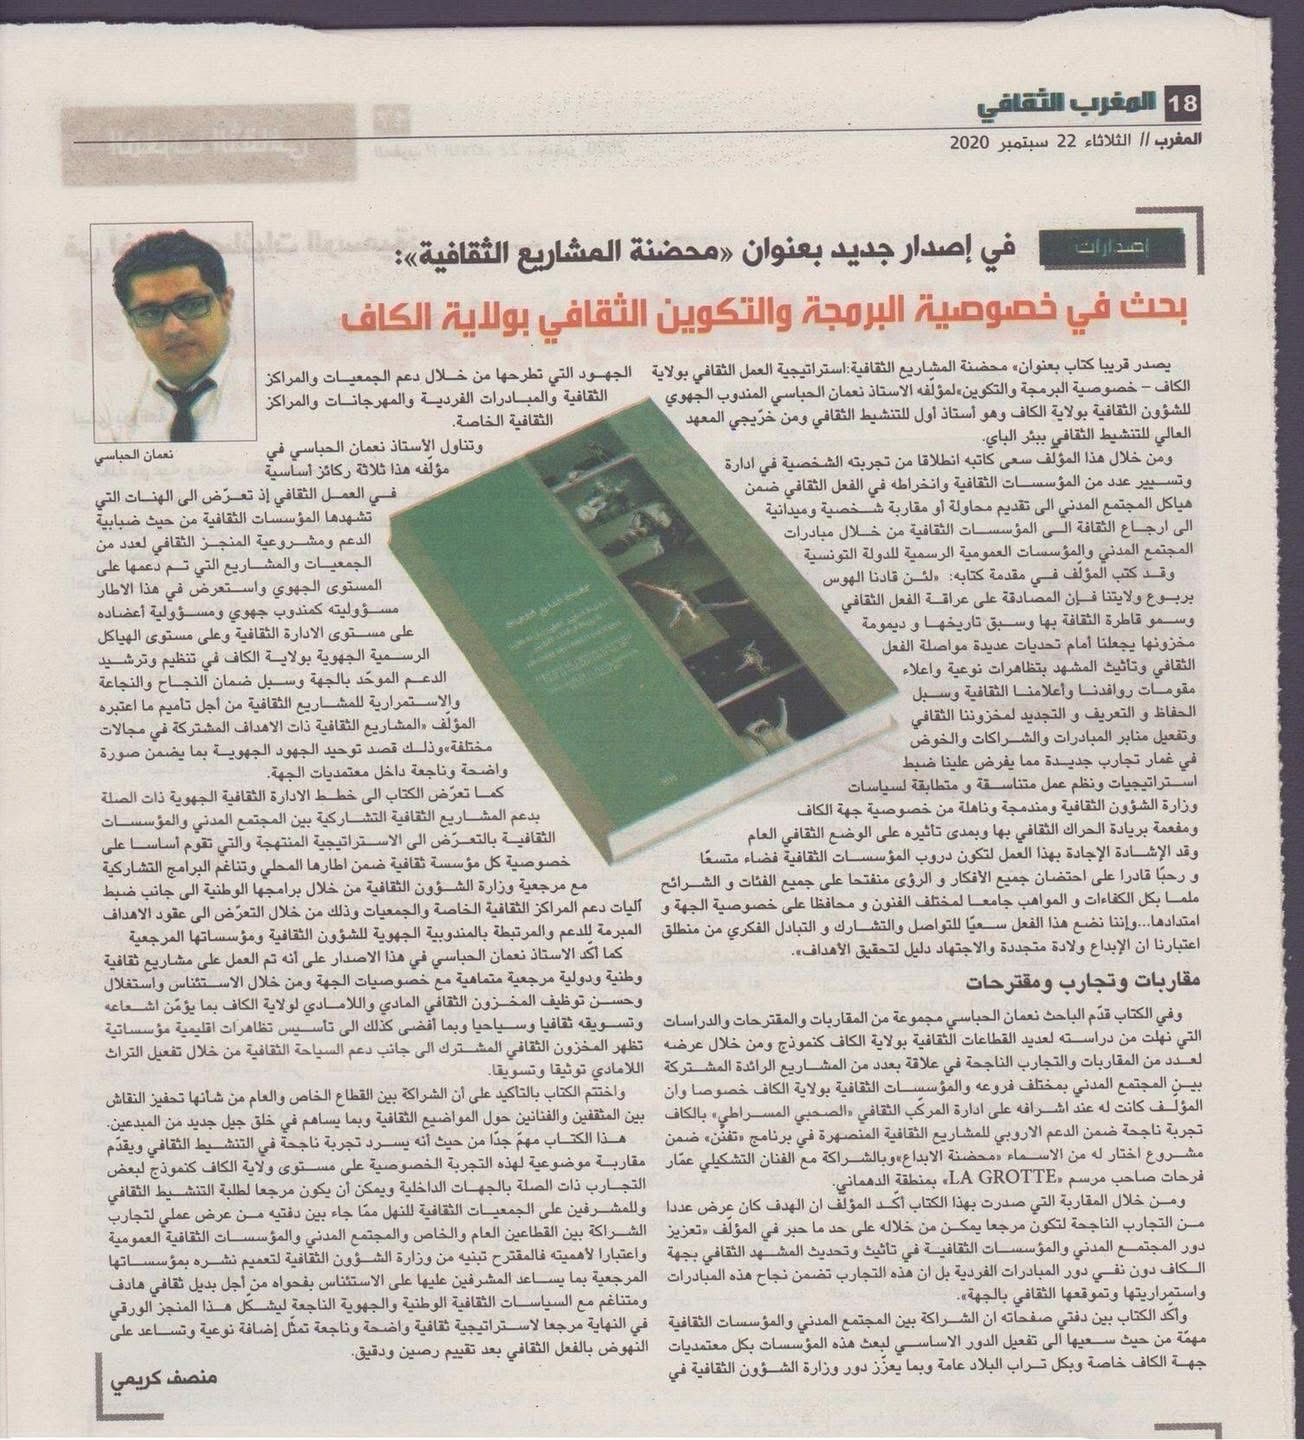 18 المغرب الثقافي
المغرب // الثلاثاء 22 سبتمبر 2020
إصدارات
في إصدار جديد بعنوان «محضنة المشاريع الثقافية»:
بحث في خصوصية البرمجة والتكوين الثقافي بولاية الكاف
نعمان الحباسي
يصدر قريبا كتاب بعنوان» محضنة المشاريع الثقافية:استراتيجية العمل الثقافي بولاية
الكاف – خصوصية البرمجة والتكوين»لمؤلّفه الاستاذ نعمان الحباسي المندوب الجهوي
للشؤون الثقافية بولاية الكاف وهو أستاذ أول للتنشيط الثقافي ومن خرّيجي المعهد
العالي للتنشيط الثقافي ببئر الباي.
ومن خلال هذا المؤلف سعى كاتبه انطلاقا من تجربته الشخصية في ادارة
وتسيير عدد من المؤسسات الثقافية وانخراطه في الفعل الثقافي ضمن
هياكل المجتمع المدني الى تقديم محاولة أو مقاربة شخصية وميدانية
الى ارجاع الثقافة الى المؤسسات الثقافية من خلال مبادرات
المجتمع المدني والمؤسسات العمومية الرسمية للدولة التونسية
وقد كتب المؤلف في مقدمة كتابه: «لئن قادنا الهوس
بربوع ولايتنا فإن المصادقة على عراقة الفعل الثقافي
وسمو قاطرة الثقافة بها وسبق تاريخها و ديمومة
مخزونها يجعلنا أمام تحديات عديدة مواصلة الفعل
الثقافي وتأثيث المشهد بتظاهرات نوعية واعلاء
مقومات روافدنا وأعلامنا الثقافية وسبل
الحفاظ و التعريف و التجديد لمخزوننا الثقافي
وتفعيل منابر المبادرات والشراكات والخوض
في غمار تجارب جديدة مما يفرض علينا ضبط
استراتيجيات ونظم عمل متناسقة و متطابقة لسياسات
وزارة الشؤون الثقافية ومندمجة وناهلة من خصوصية جهة الكاف
ومفعمة بريادة الحراك الثقافي بها وبمدى تأثيره على الوضع الثقافي العام
وقد الإشادة الإجادة بهذا العمل لتكون دروب المؤسسات الثقافية فضاء متسعًا
و رحبًا قادرا على احتضان جميع الأفكار و الرؤى منفتحا على جميع الفئات و الشرائح
ملما بكل الكفاءات و المواهب جامعا لمختلف الفنون و محافظا على خصوصية الجهة و
امتدادها...وإننا نضع هذا الفعل سعيًا للتواصل والتشارك و التبادل الفكري من منطلق
اعتبارنا ان الإبداع ولادة متجددة والاجتهاد دليل لتحقيق الأهداف».
مقاربات وتجارب ومقترحات
وفي الكتاب قدّم الباحث نعمان الحباسي مجموعة من المقاربات والمقترحات والدراسات
التي نهلت من دراسته لعديد القطاعات الثقافية بولاية الكاف كنموذج ومن خلال عرضه
لعدد من المقاربات والتجارب الناجحة في علاقة بعدد من المشاريع الرائدة المشتركة
بين المجتمع المدني بمختلف فروعه والمؤسسات الثقافية بولاية الكاف خصوصا وان
المؤلف كانت له عند اشرافه على ادارة المركّب الثقافي «الصحبي المسراطي» بالكاف
تجربة ناجحة ضمن الدعم الاروبي للمشاريع الثقافية المنصهرة في برنامج «تفنّن» ضمن
مشروع اختار له من الاسماء «محضنة الابداع»وبالشراكة مع الفنان التشكيلي عمّار
فرحات صاحب مرسم «LA GROTTE» بمنطقة الدهماني.
ومن خلال المقاربة التي صدرت بهذا الكتاب أكّد المؤلف ان الهدف كان عرض عددا
من التجارب الناجحة لتكون مرجعا يمكن من خلاله على حد ما حبر في المؤلف «تعزيز
دور المجتمع المدني والمؤسسات الثقافية في تأثيث وتحديث المشهد الثقافي بجهة
الكاف دون نفي دور المبادرات الفردية بل ان هذه التجارب تضمن نجاح هذه المبادرات
واستمراريتها وتموقعها الثقافي بالجهة».
وأكّد الكتاب بين دفتي صفحاته ان الشراكة بين المجتمع المدني والمؤسسات الثقافية
مهمّة من حيث سعيها الى تفعيل الدور الاساسي لبعث هذه المؤسسات بكل معتمديات
جهة الكاف خاصة وبكل تراب البلاد عامة وبما يعزّز دور وزارة الشؤون الثقافية في
الجهود التي تطرحها من خلال دعم الجمعيات والمراكز
الثقافية والمبادرات الفردية والمهرجانات والمراكز
الثقافية الخاصة.
وتناول الأستاذ نعمان الحباسي في
مؤلفه هذا ثلاثة ركائز أساسية
في العمل الثقافي إذ تعرّض الى الهنات التي
تشهدها المؤسسات الثقافية من حيث ضبابية
الدعم ومشروعية المنجز الثقافي لعدد من
الجمعيات والمشاريع التي تم دعمها على
المستوى الجهوي واستعرض في هذا الاطار
مسؤوليته كمندوب جهوي ومسؤولية أعضاده
على مستوى الادارة الثقافية وعلى مستوى الهياكل
الرسمية الجهوية بولاية الكاف في تنظيم وترشيد
الدعم الموحّد بالجهة وسبل ضمان النجاح والنجاعة
والاستمرارية للمشاريع الثقافية من أجل تأميم ما اعتبره
المؤلف «المشاريع الثقافية ذات الاهداف المشتركة في مجالات
مختلفة»وذلك قصد توحيد الجهود الجهوية بما يضمن صورة
واضحة وناجعة داخل معتمديات الجهة.
كما تعرّض الكتاب الى خطط الادارة الثقافية الجهوية ذات الصلة
بدعم المشاريع الثقافية التشاركية بين المجتمع المدني والمؤسسات
الثقافية بالتعرّض الى الاستراتيجية المنتهجة والتي تقوم أساسا على
خصوصية كل مؤسسة ثقافية ضمن اطارها المحلي وتناغم البرامج التشاركية
مع مرجعية وزارة الشؤون الثقافية من خلال برامجها الوطنية الى جانب ضبط
آليات دعم المراكز الثقافية الخاصة والجمعيات وذلك من خلال التعرّض الى عقود الاهداف
المبرمة للدعم والمرتبطة بالمندوبية الجهوية للشؤون الثقافية ومؤسساتها المرجعية
كما أكّد الاستاذ نعمان الحباسي في هذا الاصدار على أنه تم العمل على مشاريع ثقافية
وطنية ودولية مرجعية متماهية مع خصوصيات الجهة ومن خلال الاستئناس واستغلال
وحسن توظيف المخزون الثقافي المادي واللامادي لولاية الكاف بما يؤمّن اشعاعه
وتسويقه ثقافيا وسياحيا وبما أفضى كذلك الى تأسيس تظاهرات اقليمية مؤسساتية
تظهر المخزون الثقافي المشترك الى جانب دعم السياحة الثقافية من خلال تفعيل التراث
اللامادي توثيقا وتسويقا.
واختتم الكتاب بالتأكيد على أن الشراكة بين القطاع الخاص والعام من شانها تحفيز النقاش
بين المثقفين والفنانين حول المواضيع الثقافية وبما يساهم في خلق جيل جديد من المبدعين.
هذا الكتاب مهمّ جدّا من حيث أنه يسرد تجربة ناجحة في التنشيط الثقافي ويقدّم
مقاربة موضوعية لهذه التجربة الخصوصية على مستوى ولاية الكاف كنموذج لبعض
التجارب ذات الصلة بالجهات الداخلية ويمكن أن يكون مرجعا لطلبة التنشيط الثقافي
وللمشرفين على الجمعيات الثقافية للنهل ممّا جاء بين دفتيه من عرض عملي لتجارب
الشراكة بين القطاعين العام والخاص والمجتمع المدني والمؤسسات الثقافية العمومية
واعتبارا لأهميته فالمقترح تبنيه من وزارة الشؤون الثقافية لتعميم نشره بمؤسساتها
المرجعية بما يساعد المشرفين عليها على الاستئناس بفحواه من أجل بديل ثقافي هادف
ومتناغم مع السياسات الثقافية الوطنية والجهوية الناجعة ليشكّل هذا المنجز الورقي
في النهاية مرجعا لاستراتيجية ثقافية واضحة وناجعة تمثّل إضافة نوعية وتساعد على
النهوض بالفعل الثقافي بعد تقييم رصين ودقيق.
منصف كريمي